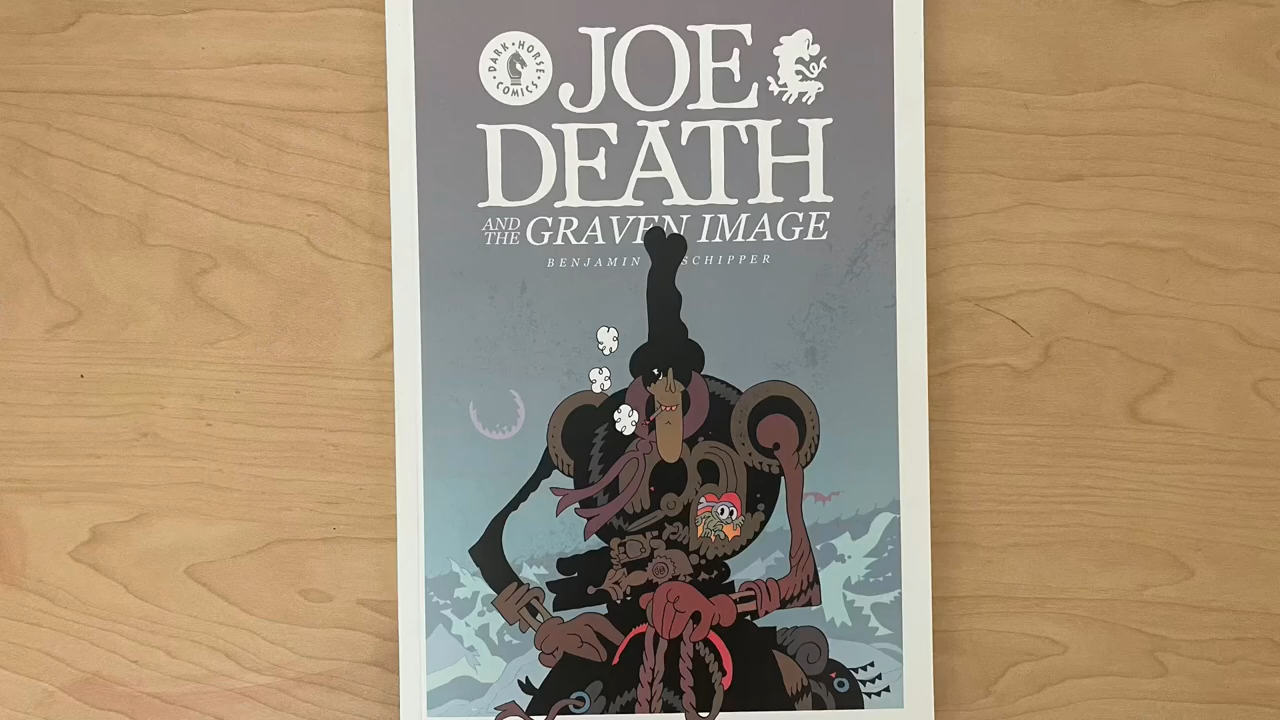 DARK • HORSE • COMICS •
JOE
DEATH
AND THE GRAVEN IMAGE
BENJAMIN SCHIPPER